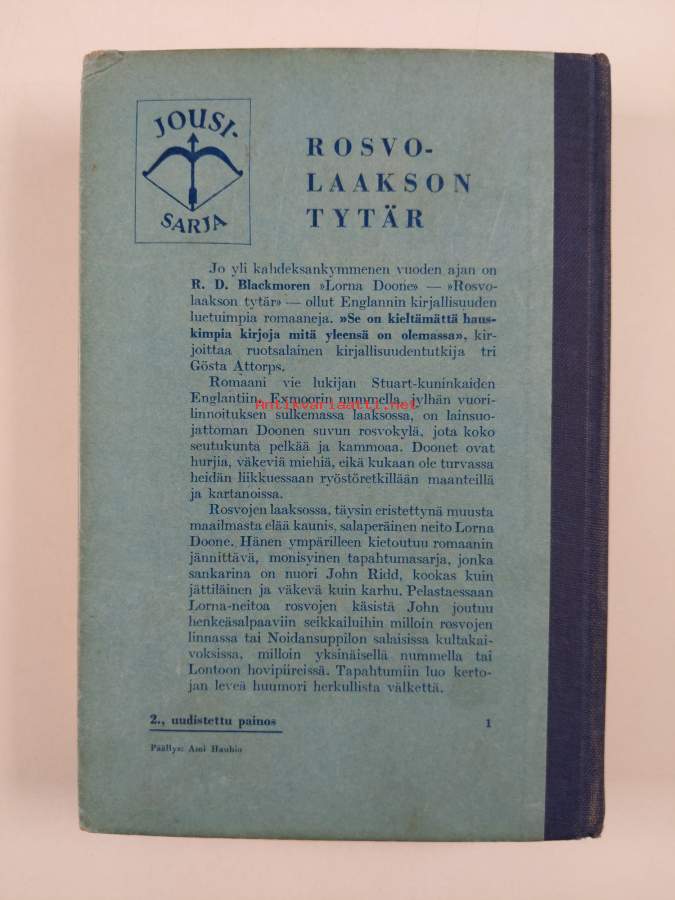 JOUSI-
SARJA
ROSVO-
LAAKSON
TYTÄR
Jo yli kahdeksankymmenen vuoden ajan on
R. D. Blackmoren »Lorna Doone» — »Rosvo-
laakson tytär» — ollut Englannin kirjallisuuden
luetuimpia romaaneja. »Se on kieltämättä haus-
kimpia kirjoja mitä yleensä on olemassa», kir-
joittaa ruotsalainen kirjallisuudentutkija tri
Gösta Attorps.
Romaani vie lukijan Stuart-kuninkaiden
Englantiin. Exmoorin nummella, jylhän vuori-
Antikvariaatti.net
linnoituksen sulkemassa laaksossa, on lainsuo-
jattoman Doonen suvun rosvokylä, jota koko
seutukunta pelkää ja kammoaa. Doonet ovat
hurjia, väkeviä miehiä, eikä kukaan ole turvassa
heidän liikkuessaan ryöstöretkillään maanteillä
ja kartanoissa.
Rosvojen laaksossa, täysin eristettynä muusta
maailmasta elää kaunis, salaperäinen neito Lorna
Doone. Hänen ympärilleen kietoutuu romaanin
jännittävä, monisyinen tapahtumasarja, jonka
sankarina on nuori John Ridd, kookas kuin
jättiläinen ja väkevä kuin karhu. Pelastaessaan
Lorna-neitoa rosvojen käsistä John joutuu
henkeäsalpaaviin seikkailuihin milloin rosvojen
linnassa tai Noidansuppilon salaisissa kultakai-
voksissa, milloin yksinäisellä nummella tai
Lontoon hovipiireissä. Tapahtumiin luo kerto-
jan leveä huumori herkullista välkettä.
2., uudistettu painos 1
Päällys: Ami Hauhio